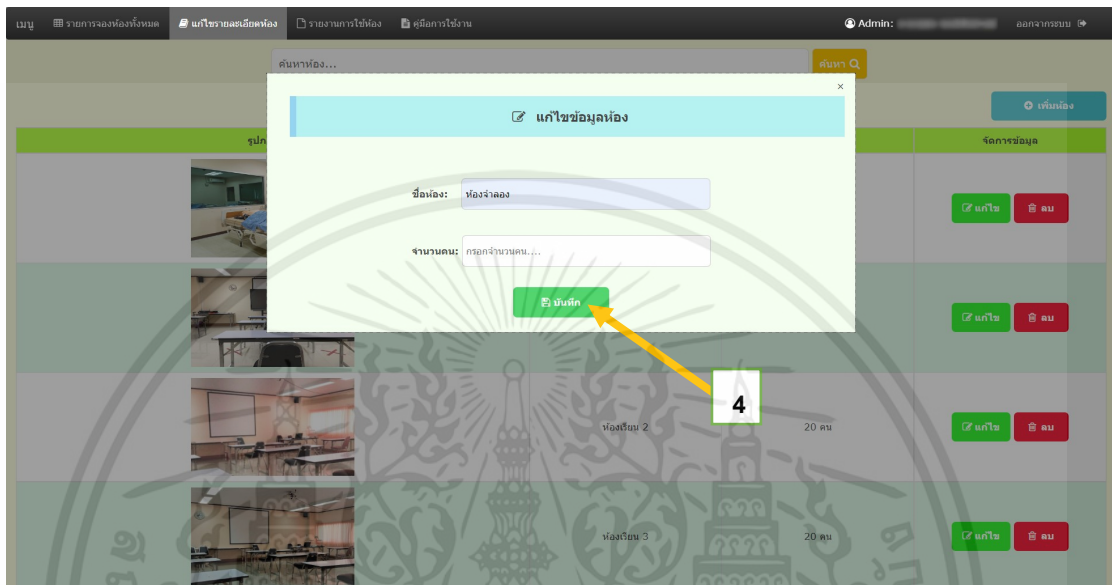 เมนู รายการจองห้องทั้งหมด แก้ไขรายละเอียดห้อง รายงานการใช้ห้อง คู่มือการใช้งาน Admin: ออกจากระบบ
ค้นหาห้อง... ค้นหา
×
เพิ่มห้อง
แก้ไขข้อมูลห้อง
จัดการข้อมูล
ชื่อห้อง: ห้องจำลอง
แก้ไข ลบ
จำนวนคน: กรอกจำนวนคน....
บันทึก
แก้ไข ลบ
4
ห้องเรียน 2 20 คน แก้ไข ลบ
ห้องเรียน 3 20 คน แก้ไข ลบ